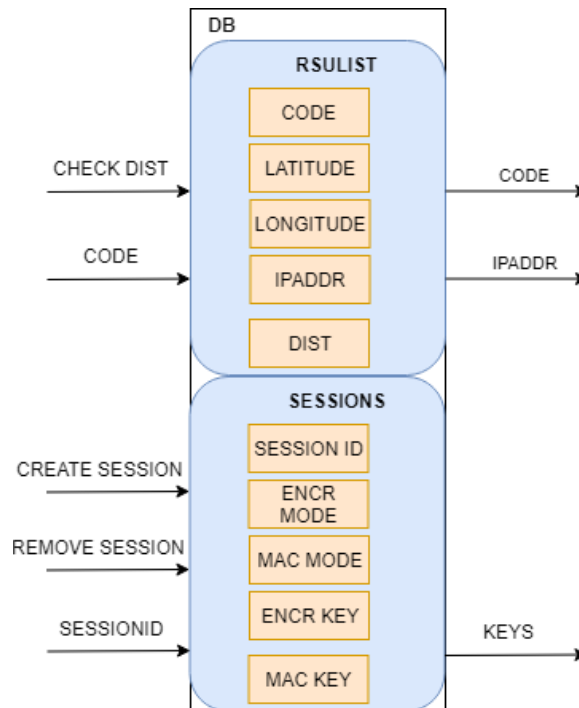 DB
RSULIST
CODE
CHECK DIST
LATITUDE
CODE
LONGITUDE
CODE
IPADDR
IPADDR
DIST
SESSIONS
SESSION ID
CREATE SESSION
ENCR
MODE
REMOVE SESSION
MAC MODE
ENCR KEY
SESSIONID
KEYS
MAC KEY